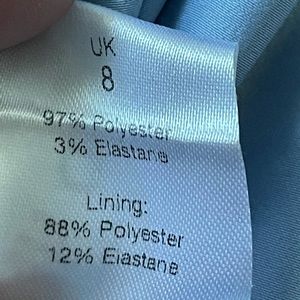 UK
8
97% Polyester
3% Elastane
Lining:
88% Polyester
12% Elastane